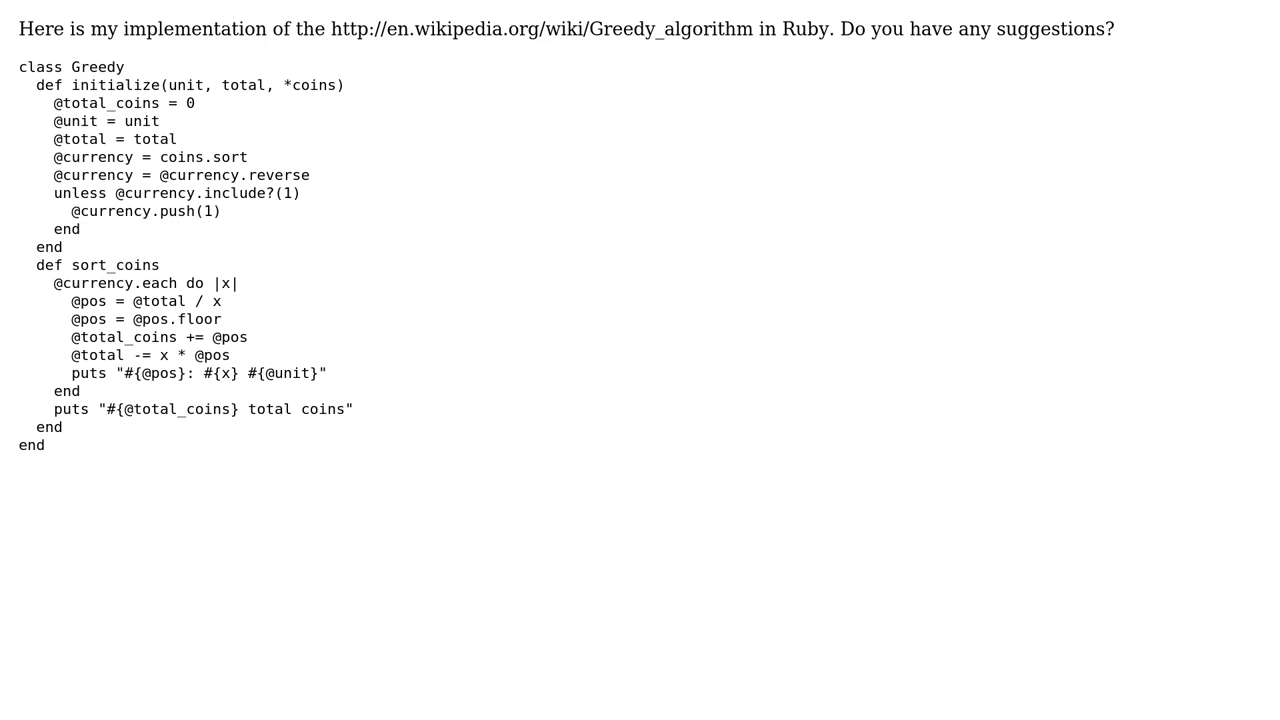 Here is my implementation of the http://en.wikipedia.org/wiki/Greedy_algorithm in Ruby. Do you have any suggestions?
class Greedy
  def initialize(unit, total, *coins)
    @total_coins = 0
    @unit = unit
    @total = total
    @currency = coins.sort
    @currency = @currency.reverse
    unless @currency.include?(1)
      @currency.push(1)
    end
  end
  def sort_coins
    @currency.each do |x|
      @pos = @total / x
      @pos = @pos.floor
      @total_coins += @pos
      @total -= x * @pos
      puts "#{@pos}: #{x} #{@unit}"
    end
    puts "#{@total_coins} total coins"
  end
end